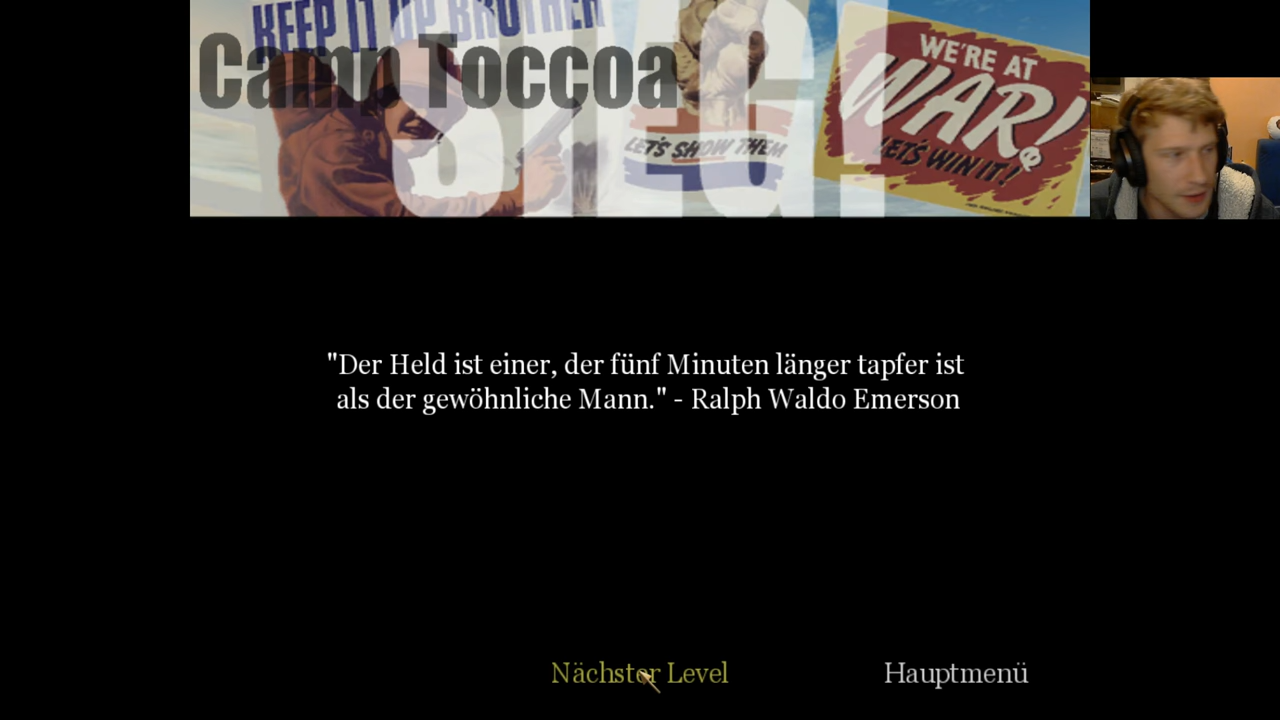 KEEP IT UP BROTHER
SIEG!
Camp Toccoa
WE'RE AT
WAR!
LET'S SHOW THEM
LET'S WIN IT!
"Der Held ist einer, der fünf Minuten länger tapfer ist
als der gewöhnliche Mann." - Ralph Waldo Emerson
Nächster Level
Hauptmenü